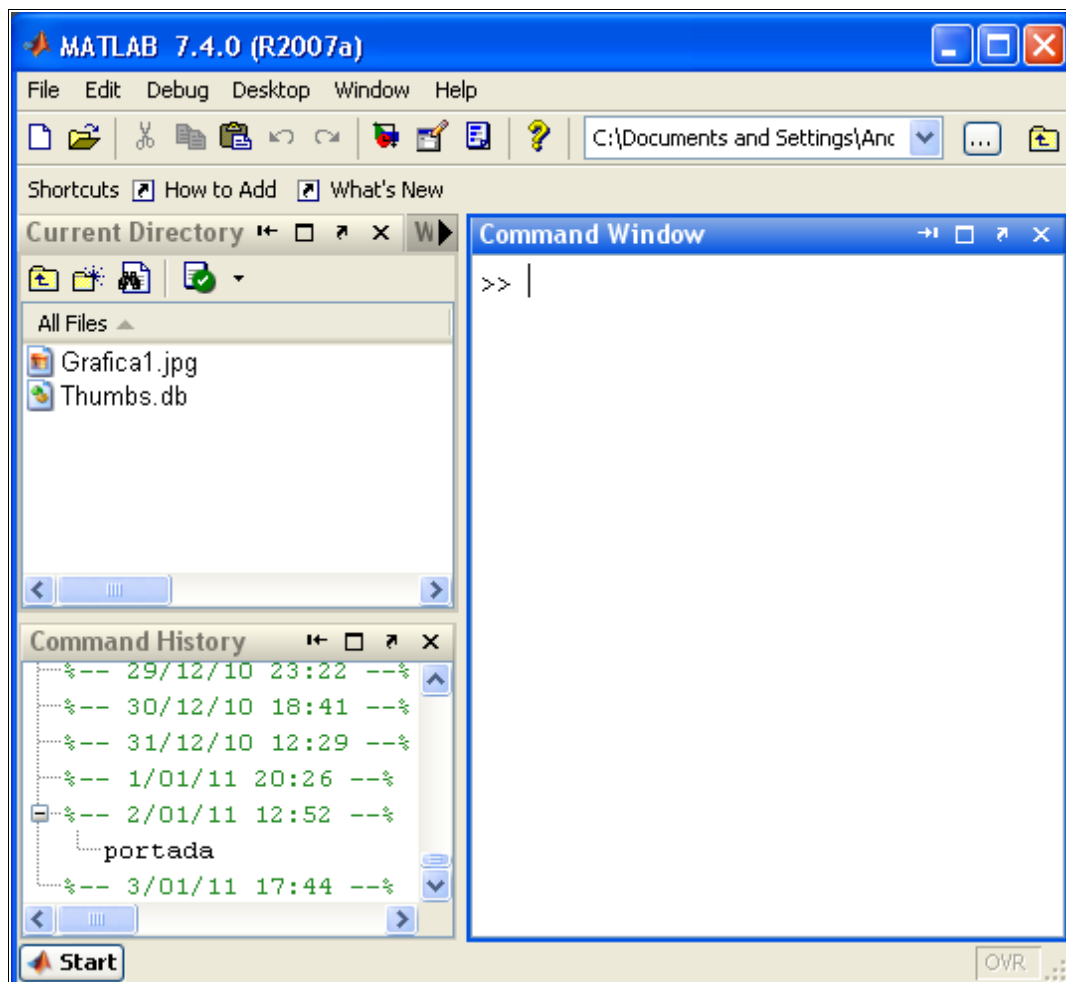 MATLAB 7.4.0 (R2007a)
File Edit Debug Desktop Window Help
C:\Documents and Settings\Anc
...
Shortcuts How to Add What's New
Current Directory W
All Files
Grafica1.jpg
Thumbs.db
Command History
%-- 29/12/10 23:22 --%
%-- 30/12/10 18:41 --%
%-- 31/12/10 12:29 --%
%-- 1/01/11 20:26 --%
%-- 2/01/11 12:52 --%
portada
%-- 3/01/11 17:44 --%
Command Window
>>
Start
OVR